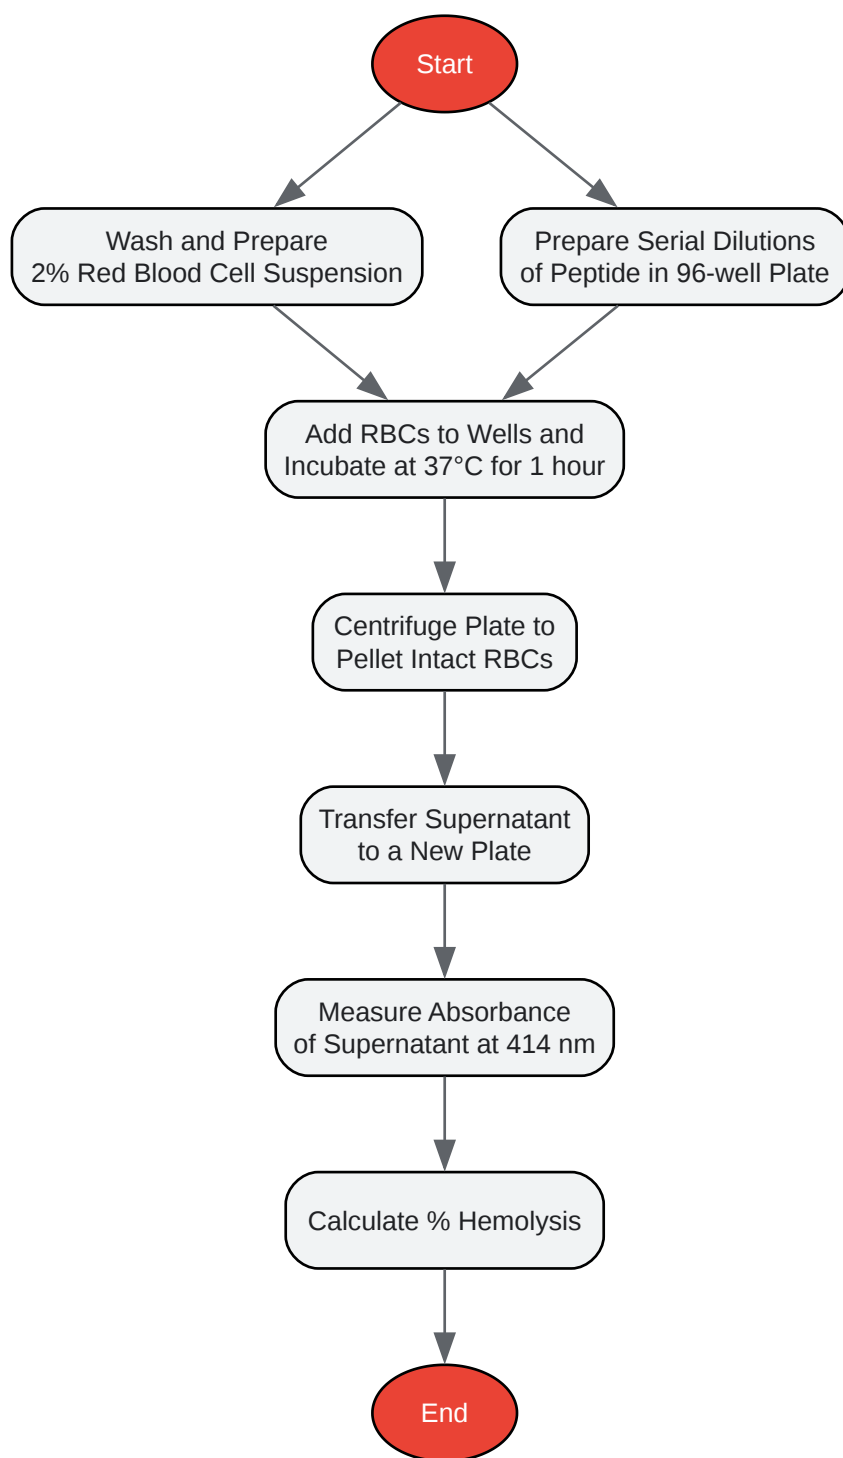 Start
Wash and Prepare
2% Red Blood Cell Suspension
Prepare Serial Dilutions
of Peptide in 96-well Plate
Add RBCs to Wells and
Incubate at 37°C for 1 hour
Centrifuge Plate to
Pellet Intact RBCs
Transfer Supernatant
to a New Plate
Measure Absorbance
of Supernatant at 414 nm
Calculate % Hemolysis
End